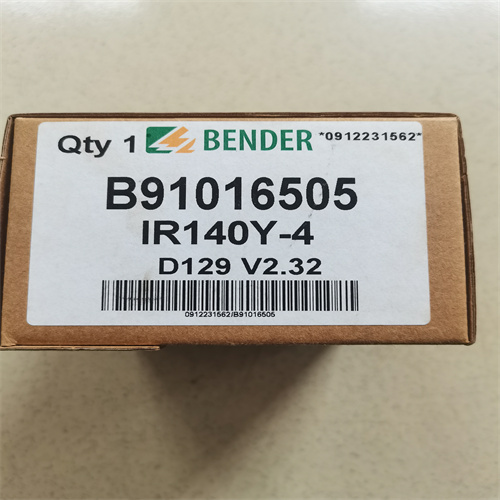 Qty 1 BENDER *0912231562*
B91016505
IR140Y-4
D129 V2.32
0912231562/B91016505